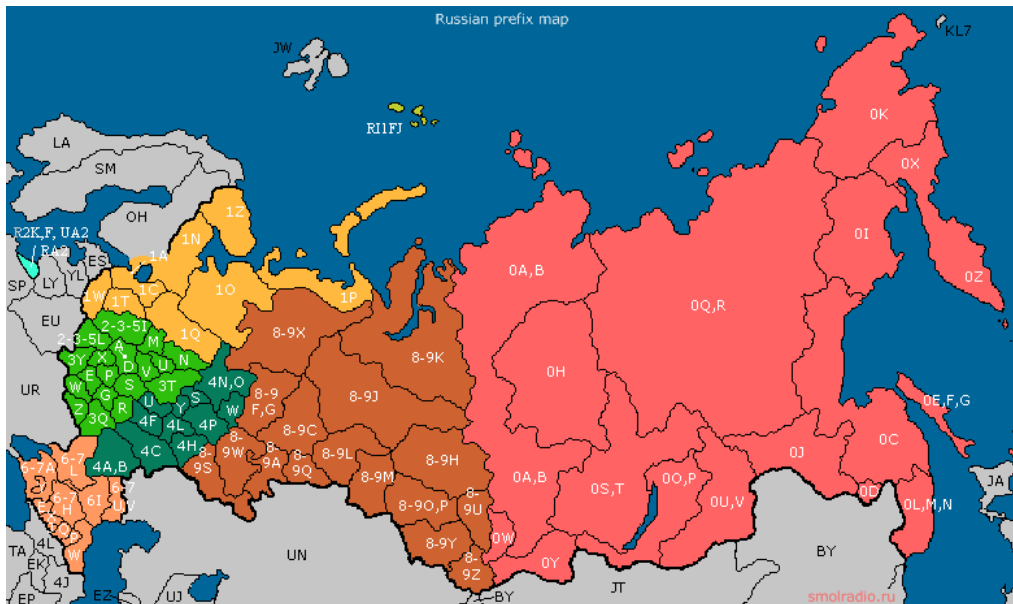 Russian prefix map
KL7
JW
0K
RI1FJ
LA
0X
SM
1Z
OH
R2K,F, UA2
RA2
1N
1A
0I
ES
YL
LY
SP
0A,B
0Z
1O
1P
1C
1T
1W
0Q,R
EU
2-3-5I
1Q
8-9X
2-3-5L
A
M
8-9K
3Y
X
D
V
U
N
0H
UR
W
E
P
S
3T
4N,O
8-9J
8-9
F,G
0E,F,G
Z
G
R
3Q
U
Y
S
W
4F
4L
4P
8-9C
0C
4C
4H
8-
9W
8-
9S
8-
9A
8-
9Q
8-9L
8-9H
0J
6-7A
6-7
L
4A,B
8-9M
0A,B
0S,T
0O,P
0U,V
0D
0L,M,N
JA
6-7
H
6I
6-7
U,V
8-9O,P
8-
9U
0W
TA
4L
EK
4J
Q
P
W
UN
8-9Y
8-
9Z
0Y
JT
BY
BY
EP
EZ
UJ
smolradio.ru